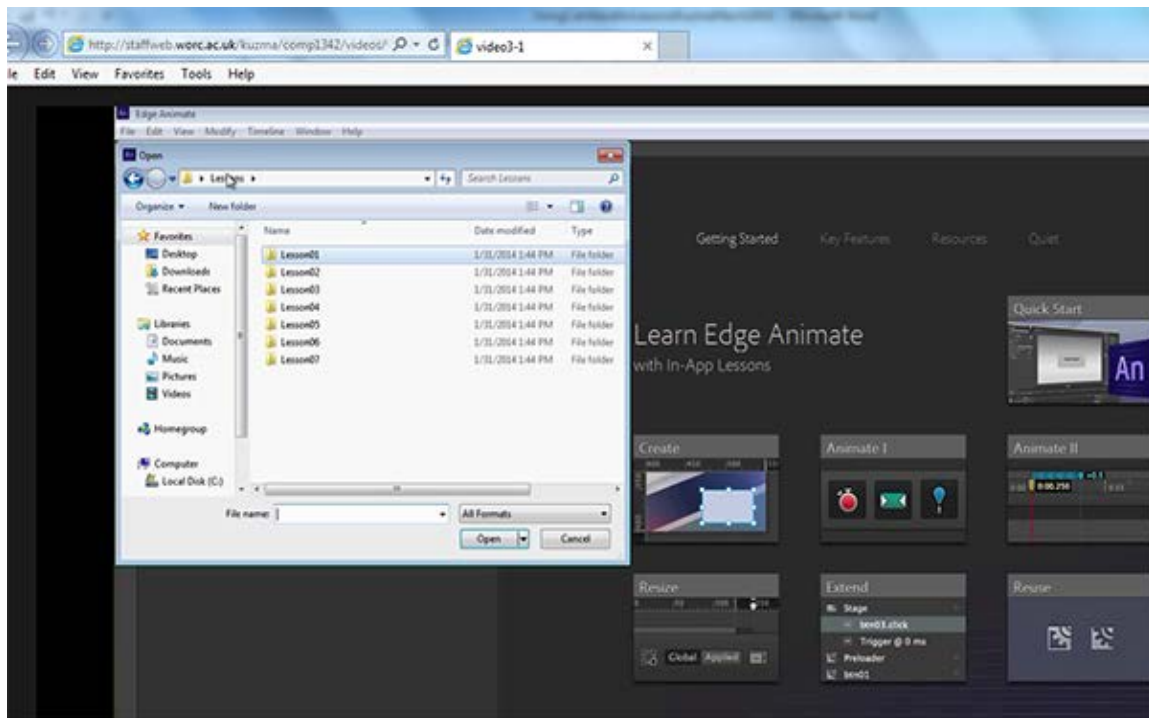 http://staffweb.worc.ac.uk/kuzma/comp1342/videos/
video3-1
Edit View Favorites Tools Help
Edge Animate
File Edit View Modify Timeline Window Help
Open
Lessons
Search Lessons
Organize New folder
Name Date modified Type
Favorites
Desktop
Downloads
Recent Places
Libraries
Documents
Music
Pictures
Videos
Homegroup
Computer
Local Disk (C:)
Lesson01 1/31/2014 1:44 PM File folder
Lesson02 1/31/2014 1:44 PM File folder
Lesson03 1/31/2014 1:44 PM File folder
Lesson04 1/31/2014 1:44 PM File folder
Lesson05 1/31/2014 1:44 PM File folder
Lesson06 1/31/2014 1:44 PM File folder
Lesson07 1/31/2014 1:44 PM File folder
File name: All Formats
Open Cancel
Getting Started Key Features Resources Quiet
Learn Edge Animate
with In-App Lessons
Quick Start
An
Create
Animate I
Animate II
0:00.250
Resize
Global Applied
Extend
Stage
btn03.click
Trigger @ 0 ms
Preloader
btn01
Reuse